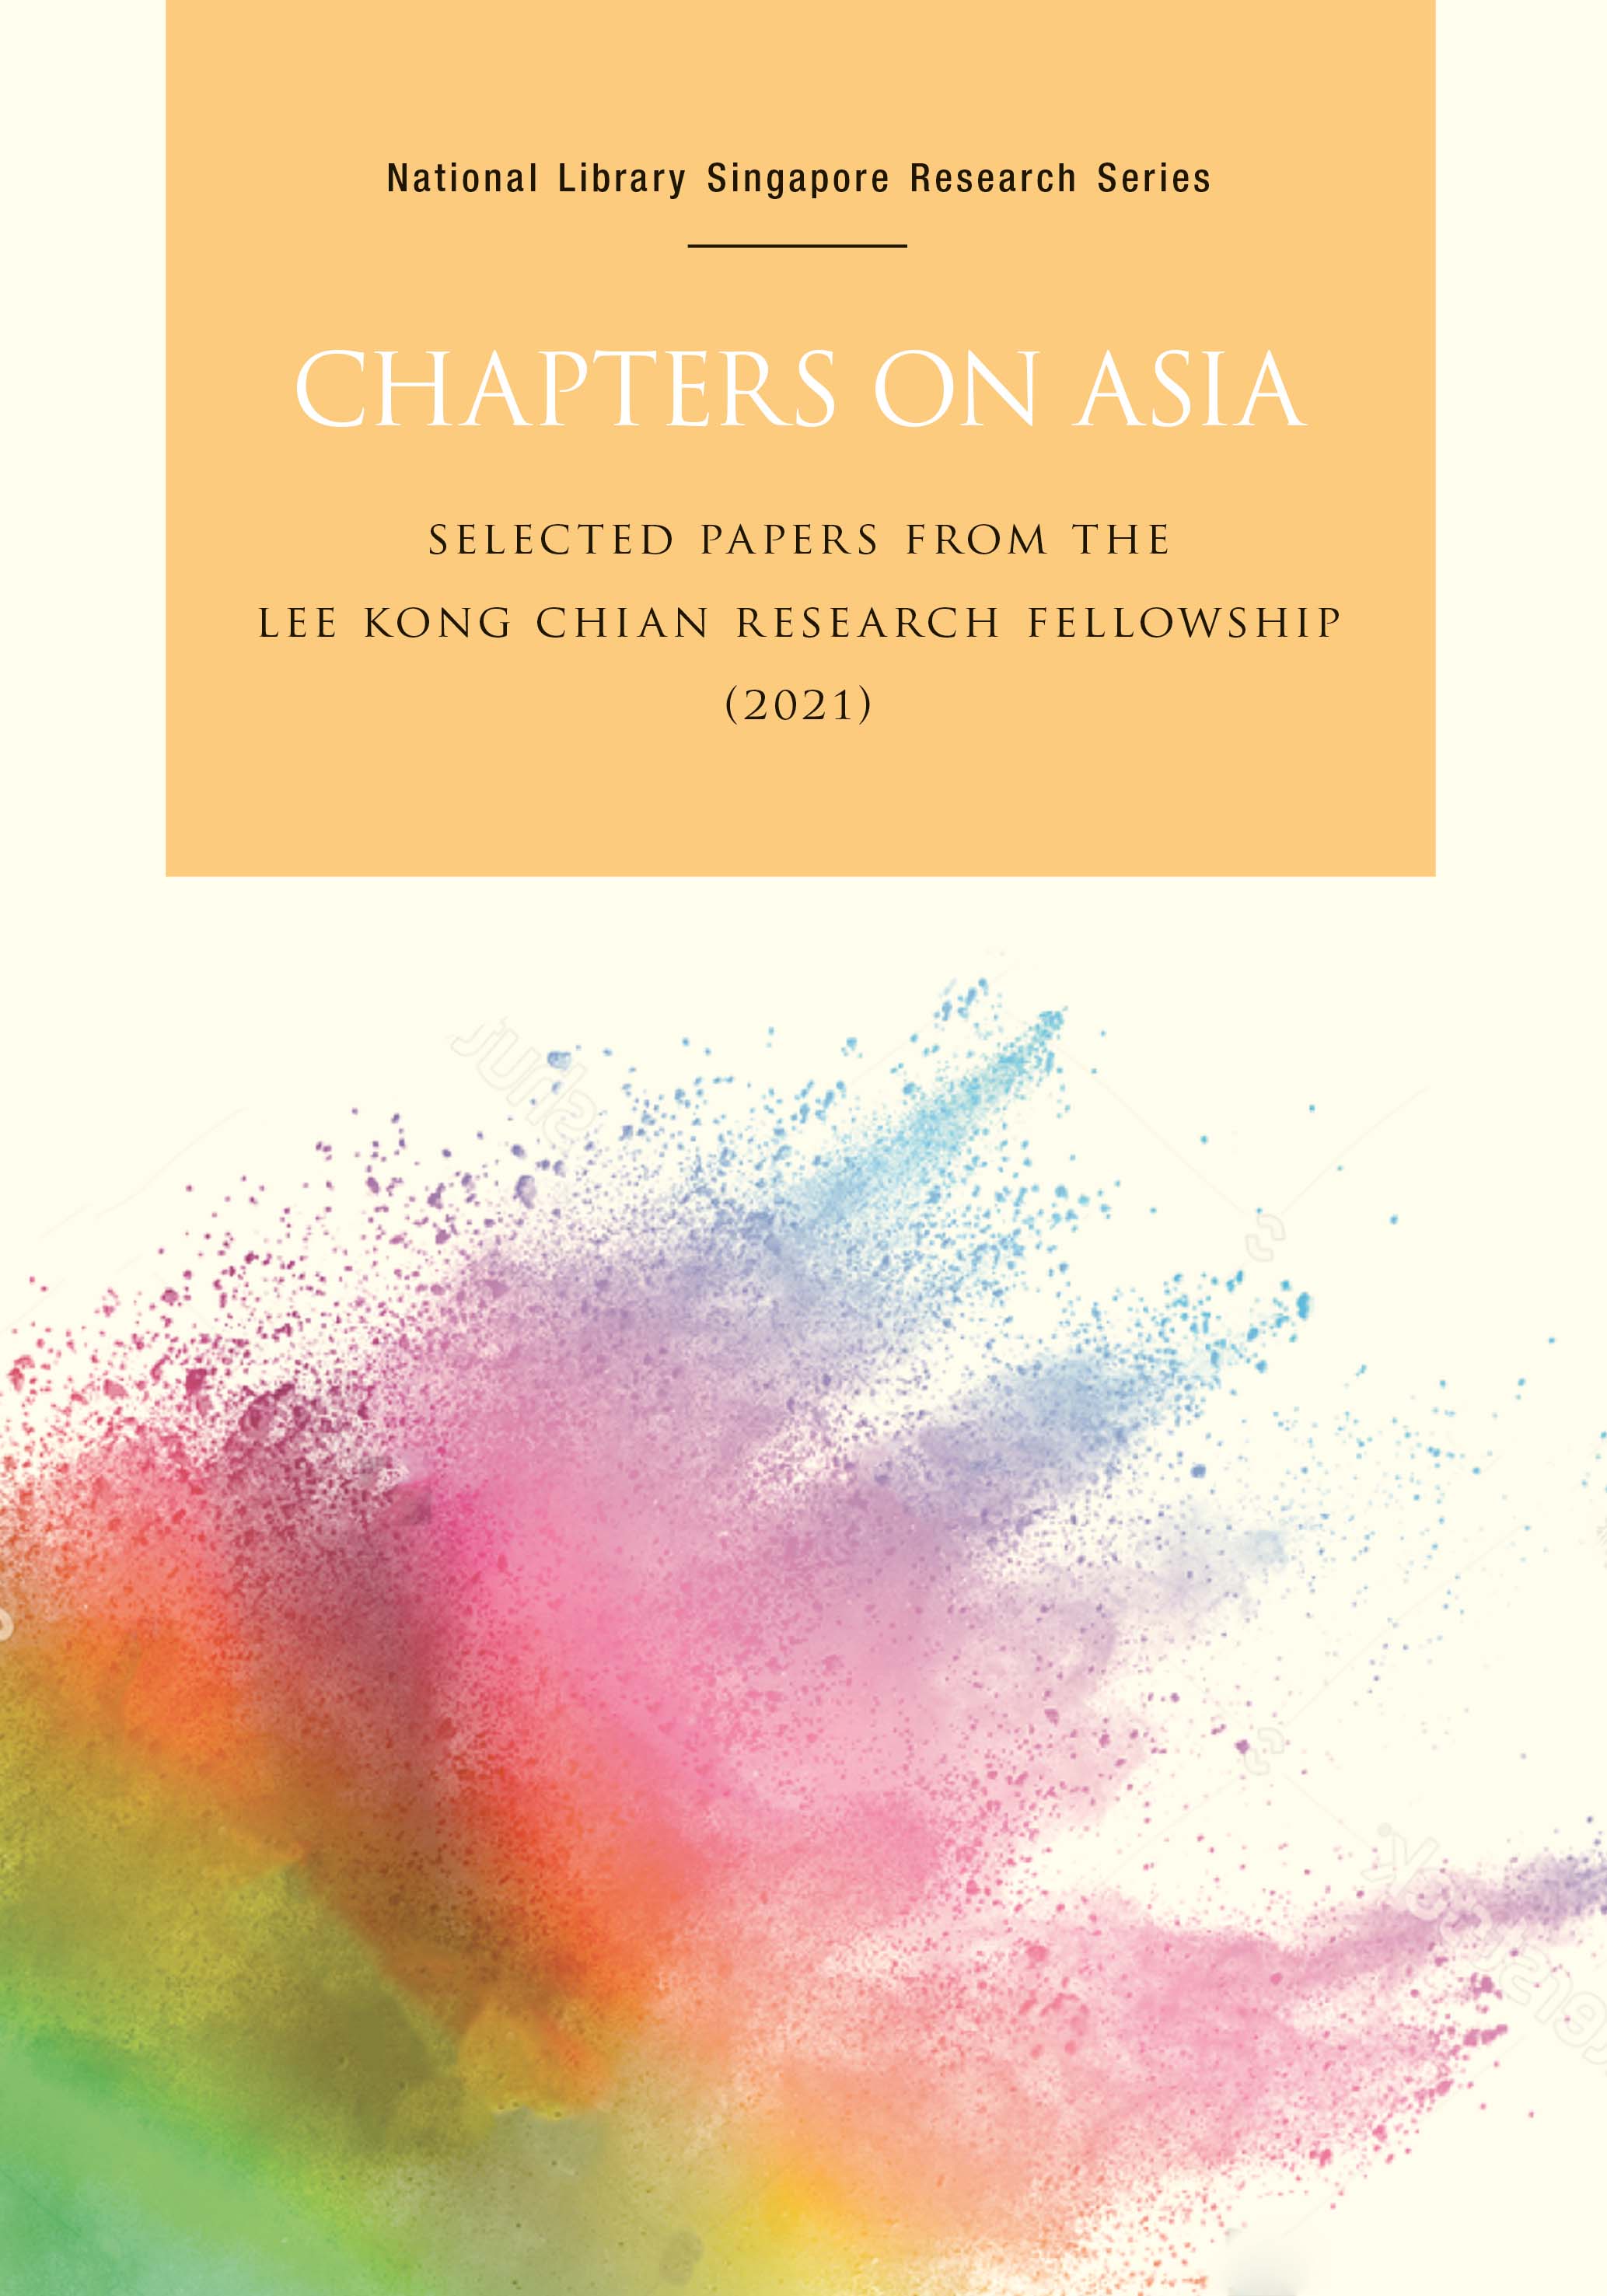 National Library Singapore Research Series
CHAPTERS ON ASIA
SELECTED PAPERS FROM THE
LEE KONG CHIAN RESEARCH FELLOWSHIP
(2021)